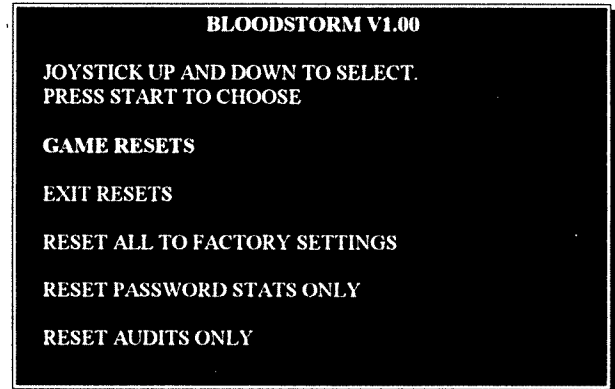 BLOODSTORM V1.00
JOYSTICK UP AND DOWN TO SELECT.
PRESS START TO CHOOSE
GAME RESETS
EXIT RESETS
RESET ALL TO FACTORY SETTINGS
RESET PASSWORD STATS ONLY
RESET AUDITS ONLY